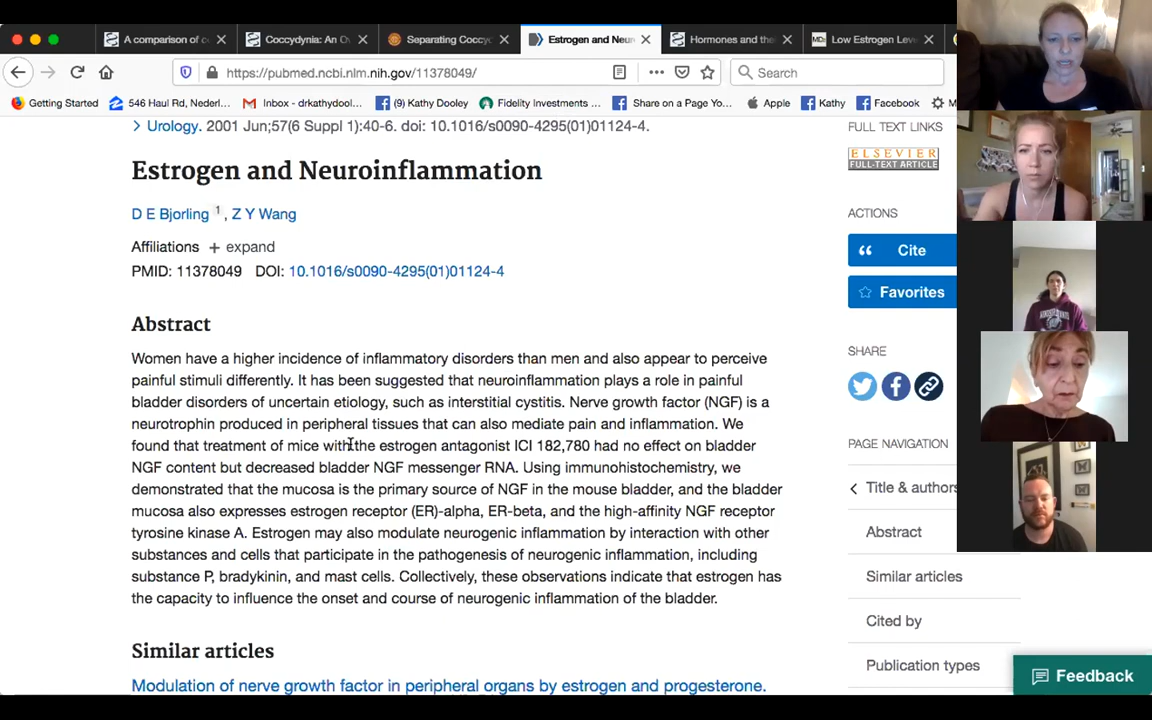 A comparison of c
Coccydynia: An O
Separating Coccy
Estrogen and Neur
Hormones and the
Low Estrogen Leve
https://pubmed.ncbi.nlm.nih.gov/11378049/
Search
Getting Started
546 Haul Rd, Nederl...
Inbox - drkathydool...
(9) Kathy Dooley
Fidelity Investments ...
Share on a Page Yo...
Apple
Kathy
Facebook
M
> Urology. 2001 Jun;57(6 Suppl 1):40-6. doi: 10.1016/s0090-4295(01)01124-4.
Estrogen and Neuroinflammation
D E Bjorling 1, Z Y Wang
Affiliations + expand
PMID: 11378049 DOI: 10.1016/s0090-4295(01)01124-4
Abstract
Women have a higher incidence of inflammatory disorders than men and also appear to perceive
painful stimuli differently. It has been suggested that neuroinflammation plays a role in painful
bladder disorders of uncertain etiology, such as interstitial cystitis. Nerve growth factor (NGF) is a
neurotrophin produced in peripheral tissues that can also mediate pain and inflammation. We
found that treatment of mice with the estrogen antagonist ICI 182,780 had no effect on bladder
NGF content but decreased bladder NGF messenger RNA. Using immunohistochemistry, we
demonstrated that the mucosa is the primary source of NGF in the mouse bladder, and the bladder
mucosa also expresses estrogen receptor (ER)-alpha, ER-beta, and the high-affinity NGF receptor
tyrosine kinase A. Estrogen may also modulate neurogenic inflammation by interaction with other
substances and cells that participate in the pathogenesis of neurogenic inflammation, including
substance P, bradykinin, and mast cells. Collectively, these observations indicate that estrogen has
the capacity to influence the onset and course of neurogenic inflammation of the bladder.
Similar articles
Modulation of nerve growth factor in peripheral organs by estrogen and progesterone.
FULL TEXT LINKS
ELSEVIER
FULL-TEXT ARTICLE
ACTIONS
Cite
Favorites
SHARE
PAGE NAVIGATION
Title & authors
Abstract
Similar articles
Cited by
Publication types
Feedback